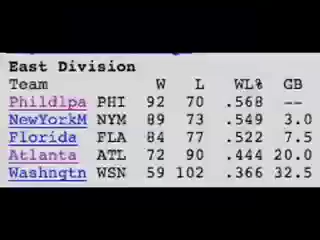 East Division
Team W L WL% GB
Phildlpa PHI 92 70 .568 --
NewYorkM NYM 89 73 .549 3.0
Florida FLA 84 77 .522 7.5
Atlanta ATL 72 90 .444 20.0
Washngtn WSN 59 102 .366 32.5